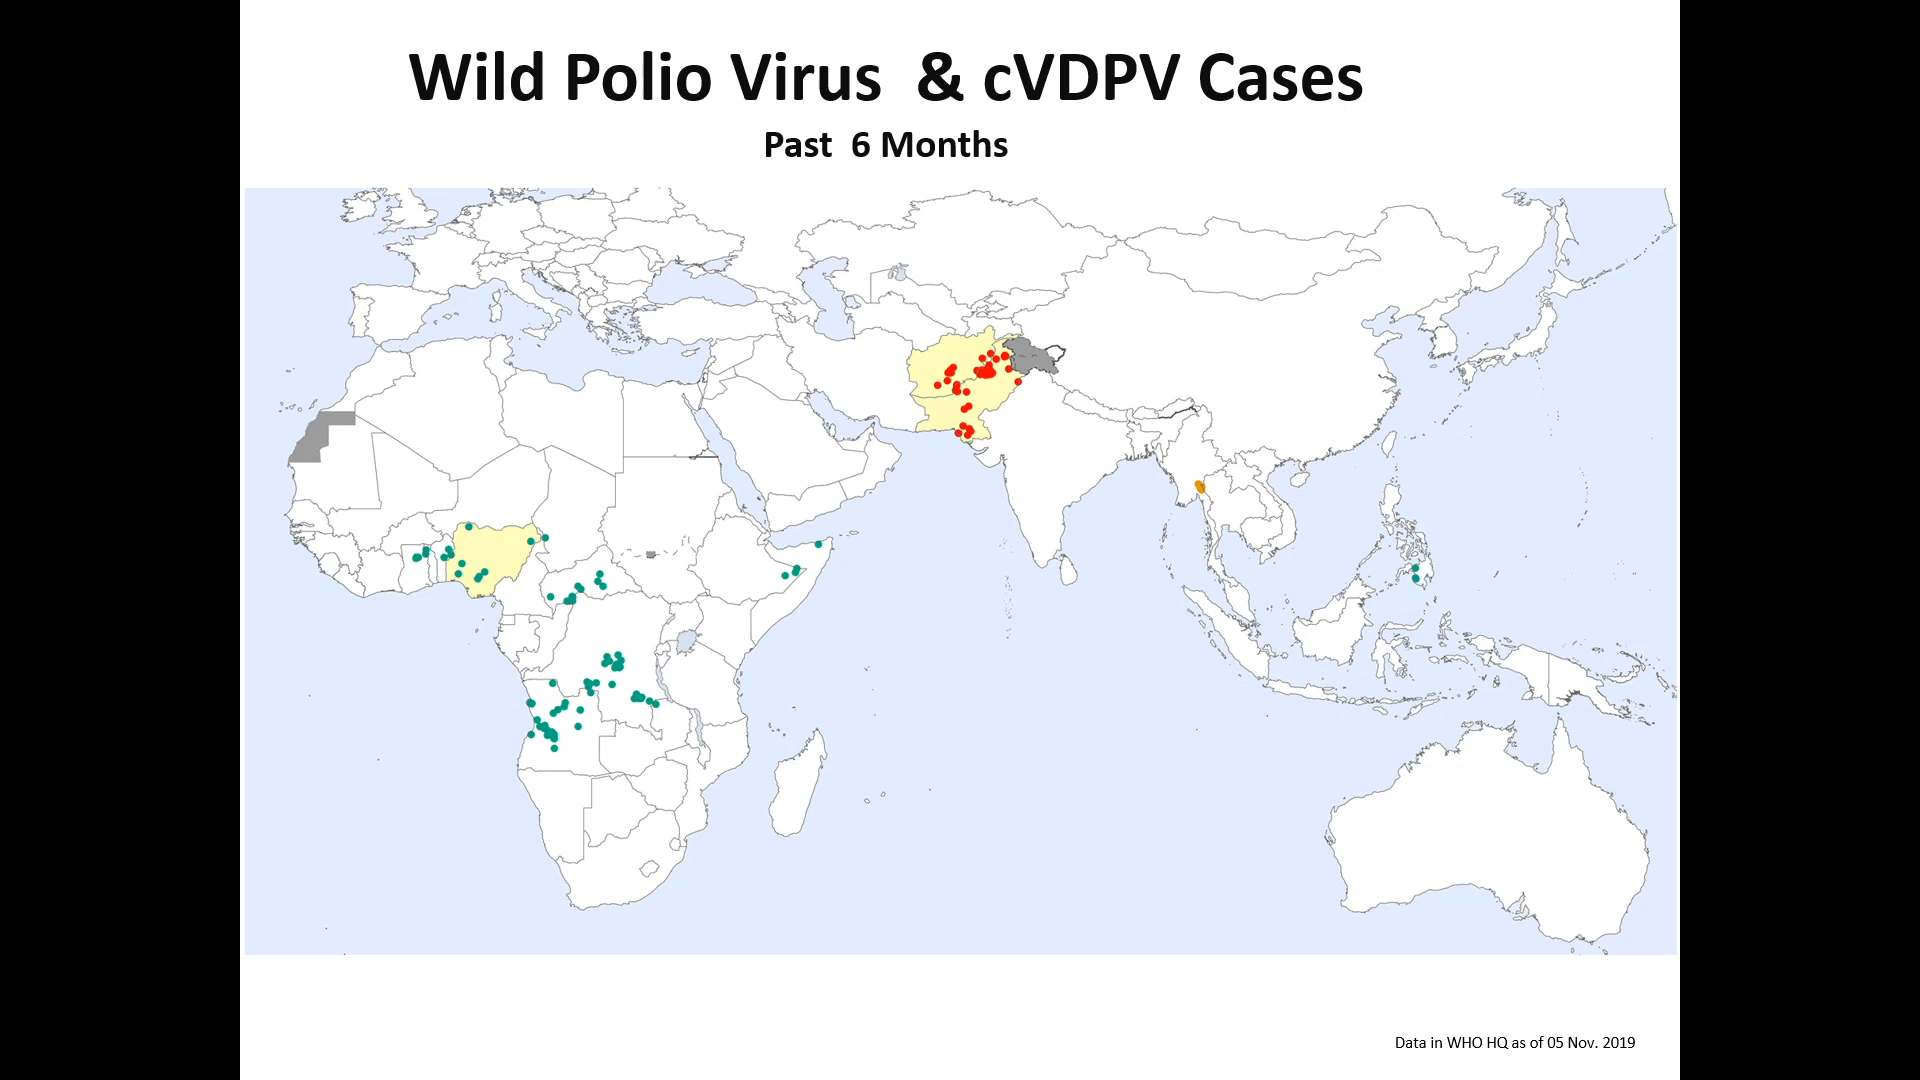 Wild Polio Virus & cVDPV Cases
Past 6 Months
Data in WHO HQ as of 05 Nov. 2019